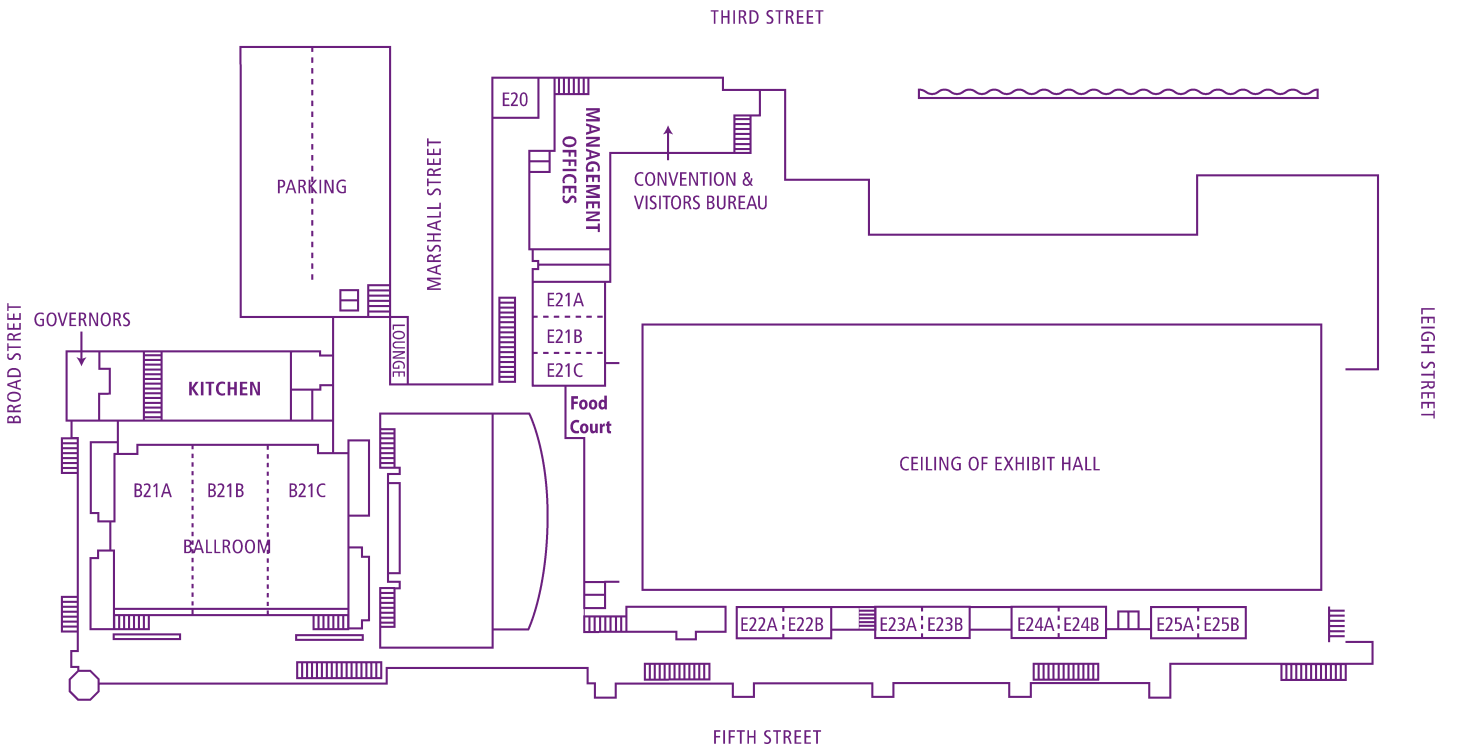 THIRD STREET
E20
MANAGEMENT
OFFICES
PARKING
MARSHALL STREET
CONVENTION &
VISITORS BUREAU
GOVERNORS
BROAD STREET
LOUNGE
E21A
E21B
E21C
LEIGH STREET
KITCHEN
Food
Court
CEILING OF EXHIBIT HALL
B21A
B21B
B21C
BALLROOM
E22A
E22B
E23A
E23B
E24A
E24B
E25A
E25B
FIFTH STREET